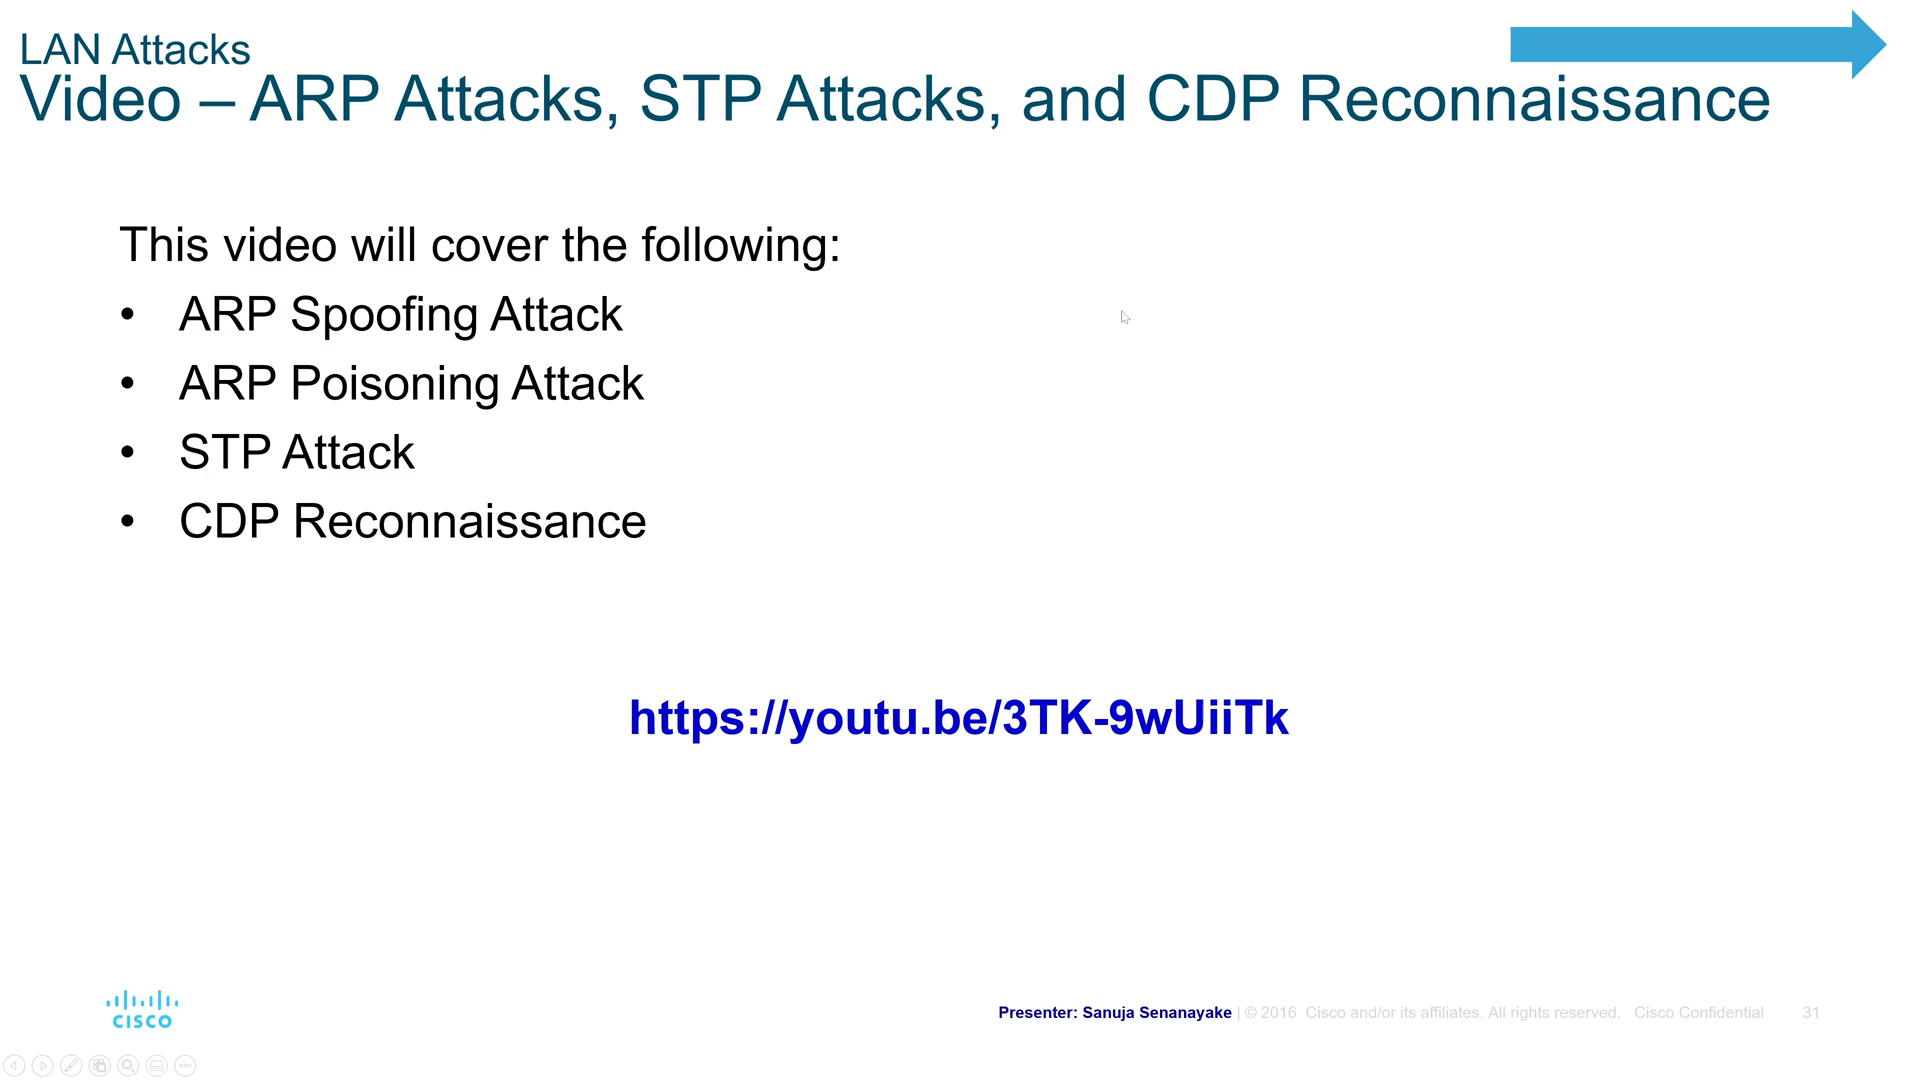 LAN Attacks
Video – ARP Attacks, STP Attacks, and CDP Reconnaissance
This video will cover the following:
• ARP Spoofing Attack
• ARP Poisoning Attack
• STP Attack
• CDP Reconnaissance
https://youtu.be/3TK-9wUiiTk
CISCO
Presenter: Sanuja Senanayake | © 2016 Cisco and/or its affiliates. All rights reserved. Cisco Confidential 31